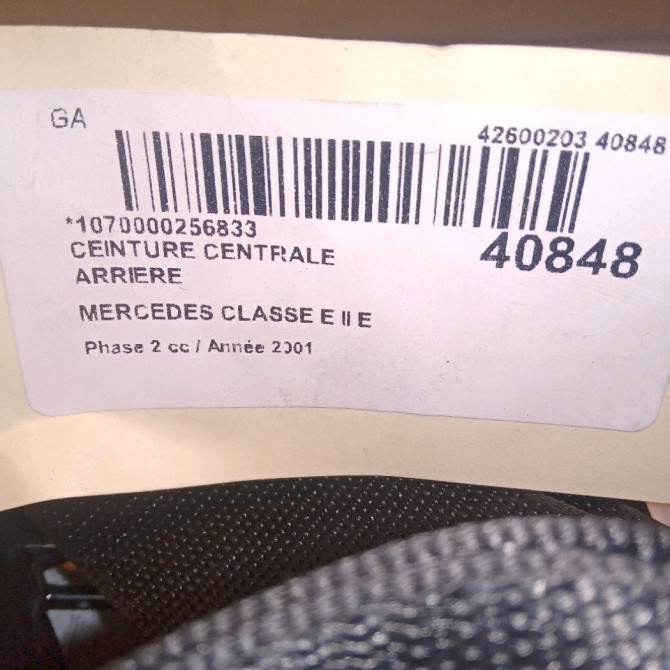 GA
42600203 40848
*1070000256833
40848
CEINTURE CENTRALE
ARRIERE
MERCEDES CLASSE E II E
Phase 2 cc / Année 2001